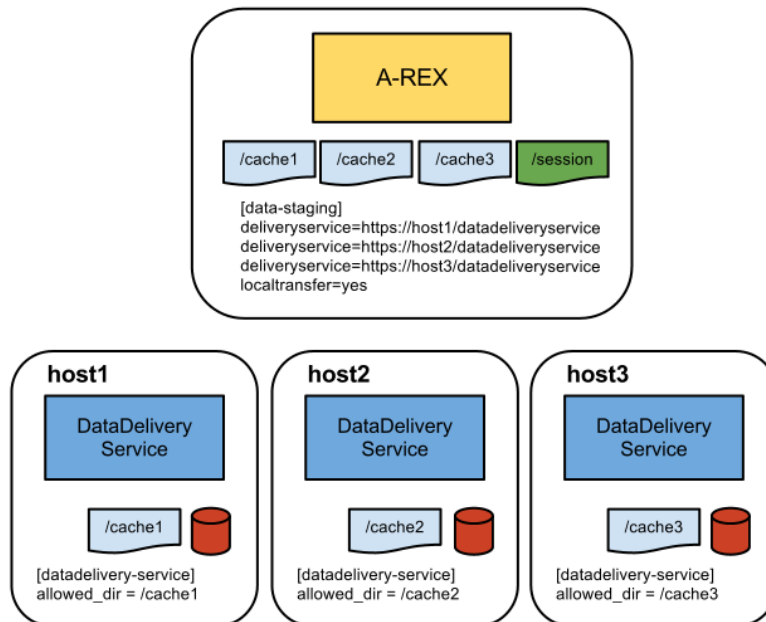 A-REX
/cache1
/cache2
/cache3
/session
[data-staging]
deliveryservice=https://host1/datadeliveryservice
deliveryservice=https://host2/datadeliveryservice
deliveryservice=https://host3/datadeliveryservice
localtransfer=yes
host1
DataDelivery
Service
/cache1
[datadelivery-service]
allowed_dir = /cache1
host2
DataDelivery
Service
/cache2
[datadelivery-service]
allowed_dir = /cache2
host3
DataDelivery
Service
/cache3
[datadelivery-service]
allowed_dir = /cache3